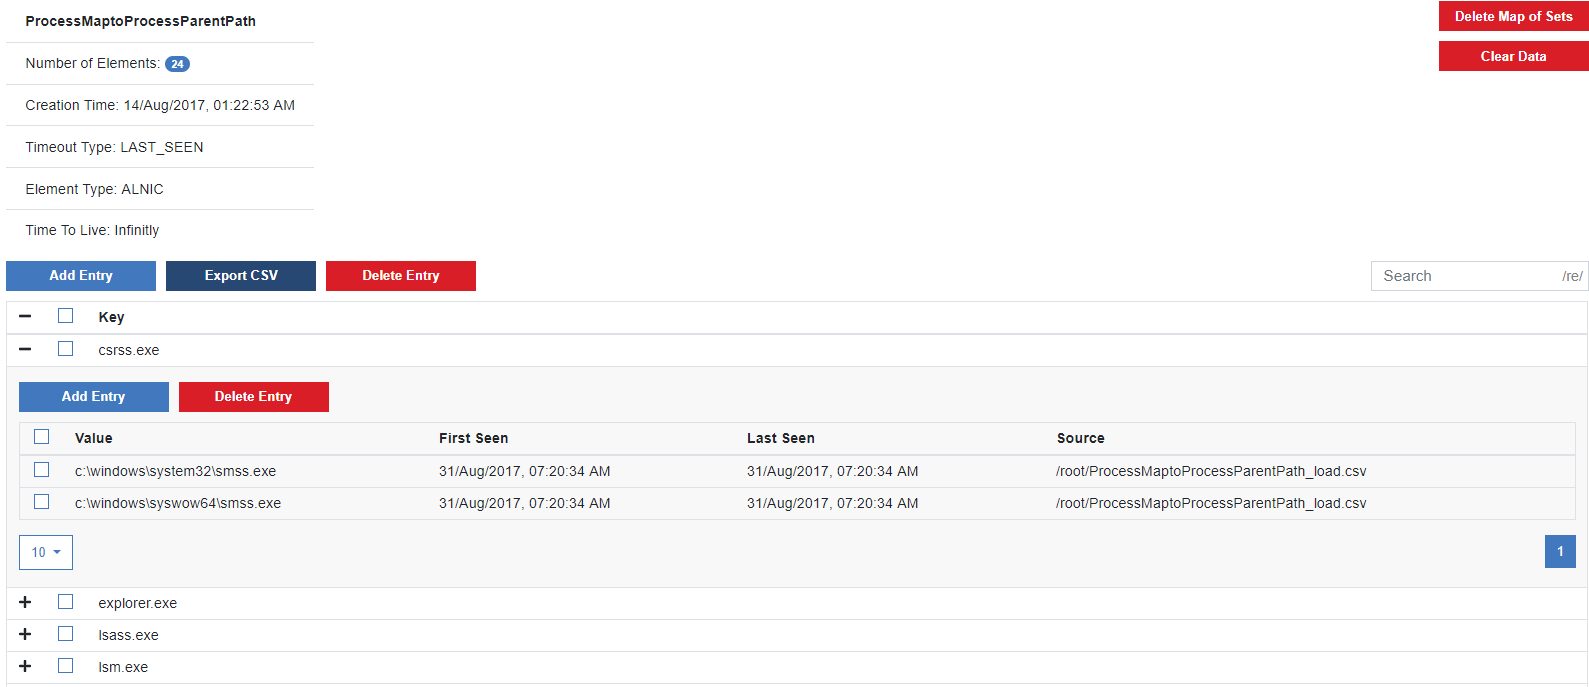 ProcessMaptoProcessParentPath
Delete Map of Sets
Number of Elements: 24
Clear Data
Creation Time: 14/Aug/2017, 01:22:53 AM
Timeout Type: LAST_SEEN
Element Type: ALNIC
Time To Live: Infinitly
Add Entry Export CSV Delete Entry Search /re/
Key
csrss.exe
Add Entry Delete Entry
Value First Seen Last Seen Source
c:\windows\system32\smss.exe 31/Aug/2017, 07:20:34 AM 31/Aug/2017, 07:20:34 AM /root/ProcessMaptoProcessParentPath_load.csv
c:\windows\syswow64\smss.exe 31/Aug/2017, 07:20:34 AM 31/Aug/2017, 07:20:34 AM /root/ProcessMaptoProcessParentPath_load.csv
10 1
explorer.exe
lsass.exe
lsm.exe